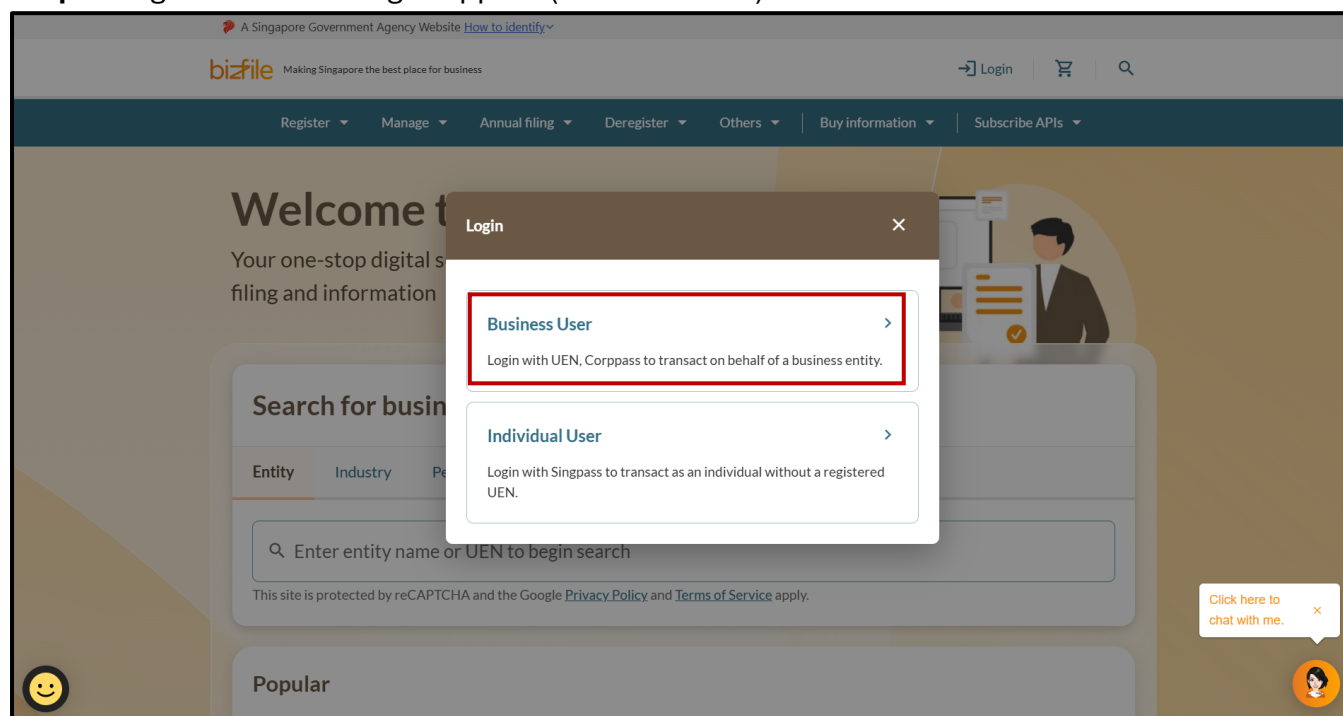 A Singapore Government Agency Website How to identify
bizfile Making Singapore the best place for business
Login
Register Manage Annual filing Deregister Others Buy information Subscribe APIs
Welcome t
Your one-stop digital s
filing and information
Login
Business User
Login with UEN, Corppass to transact on behalf of a business entity.
Individual User
Login with Singpass to transact as an individual without a registered
UEN.
Search for busin
Entity Industry Pe
Enter entity name or UEN to begin search
This site is protected by reCAPTCHA and the Google Privacy Policy and Terms of Service apply.
Click here to
chat with me.
Popular